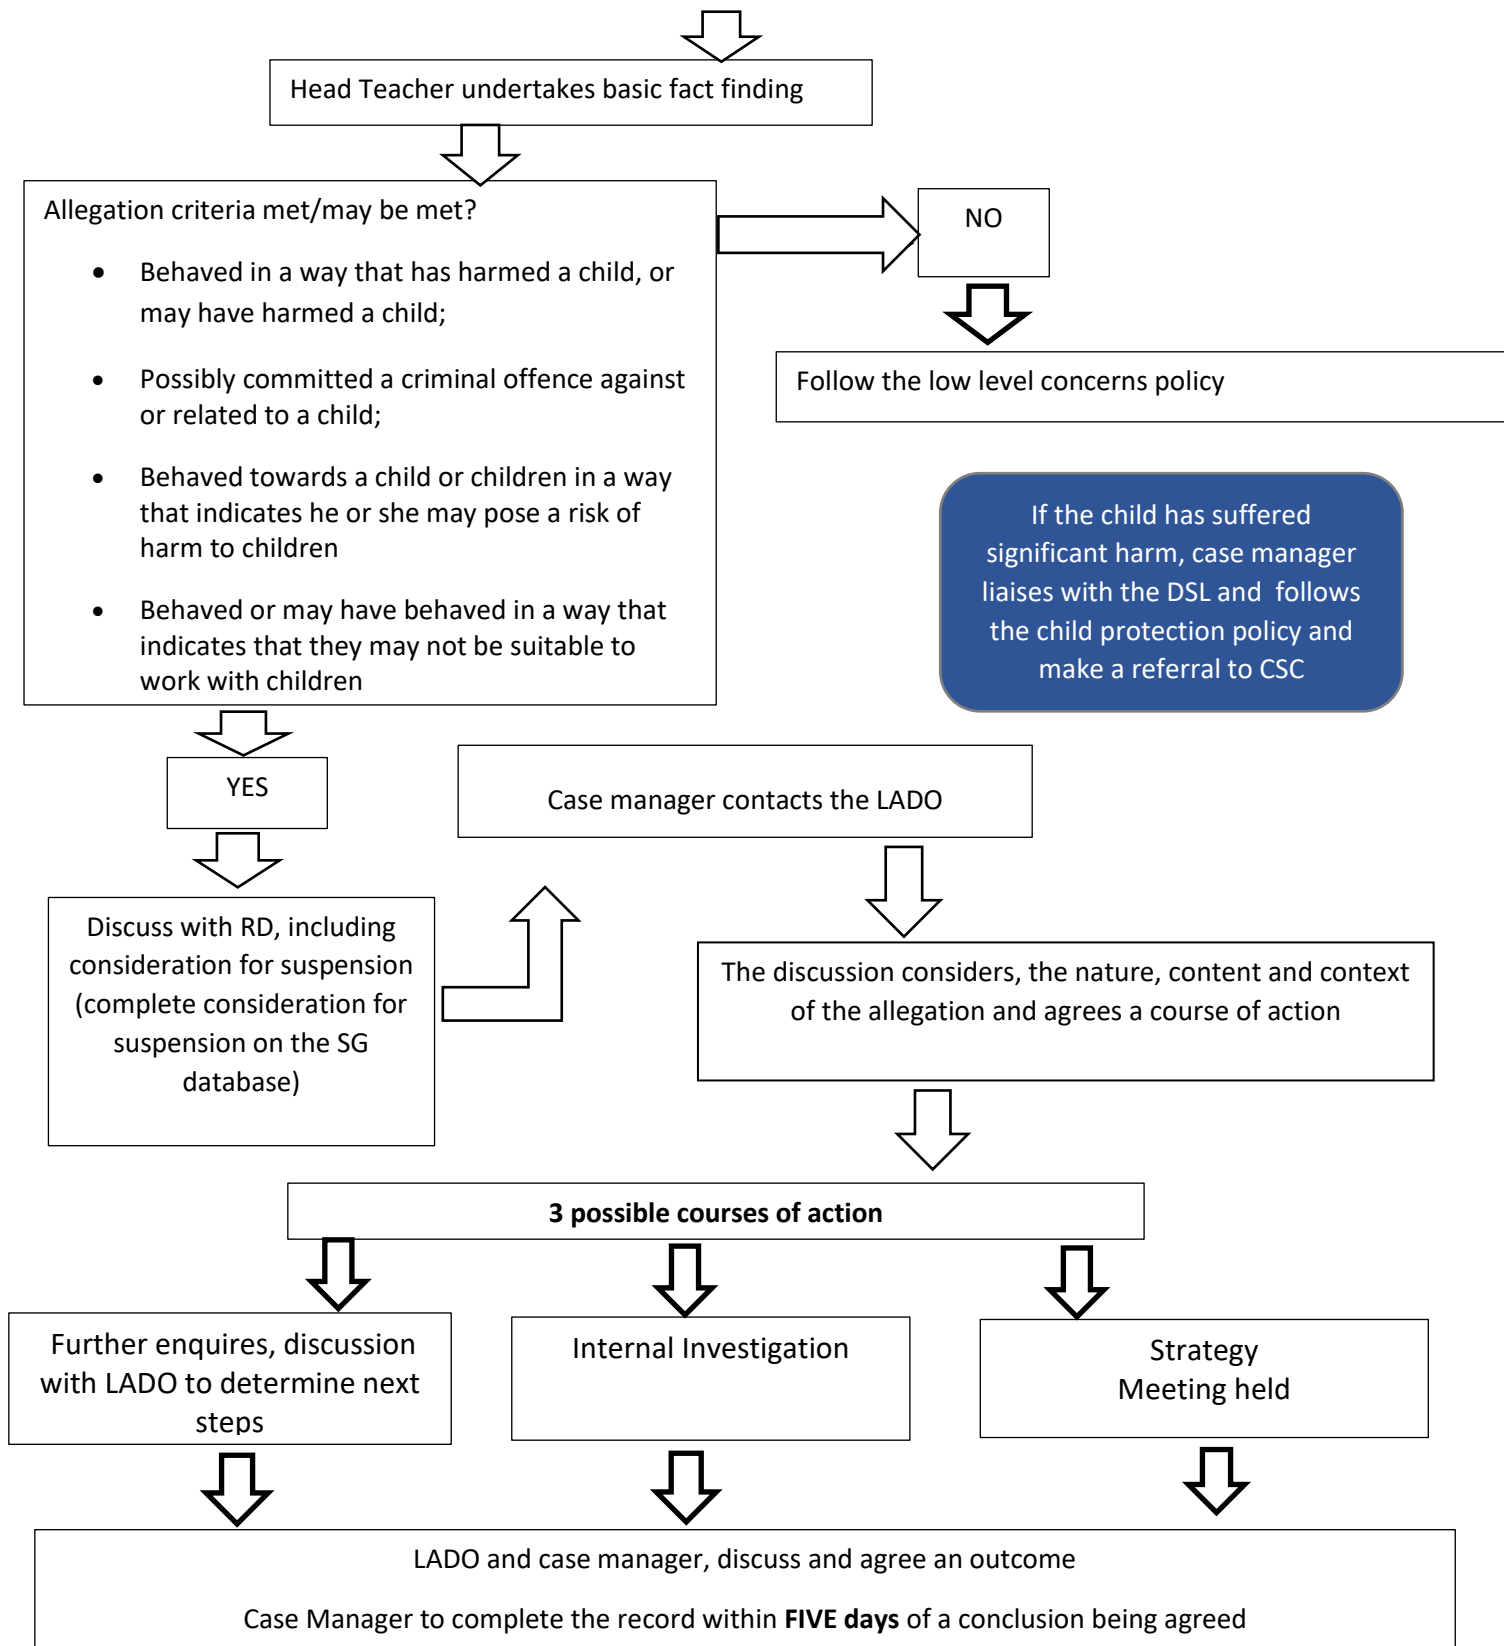 Head Teacher undertakes basic fact finding
Allegation criteria met/may be met?
• Behaved in a way that has harmed a child, or
may have harmed a child;
• Possibly committed a criminal offence against
or related to a child;
• Behaved towards a child or children in a way
that indicates he or she may pose a risk of
harm to children
• Behaved or may have behaved in a way that
indicates that they may not be suitable to
work with children
NO
Follow the low level concerns policy
If the child has suffered
significant harm, case manager
liaises with the DSL and follows
the child protection policy and
make a referral to CSC
YES
Case manager contacts the LADO
Discuss with RD, including
consideration for suspension
(complete consideration for
suspension on the SG
database)
The discussion considers, the nature, content and context
of the allegation and agrees a course of action
3 possible courses of action
Further enquires, discussion
with LADO to determine next
steps
Internal Investigation
Strategy
Meeting held
LADO and case manager, discuss and agree an outcome
Case Manager to complete the record within FIVE days of a conclusion being agreed